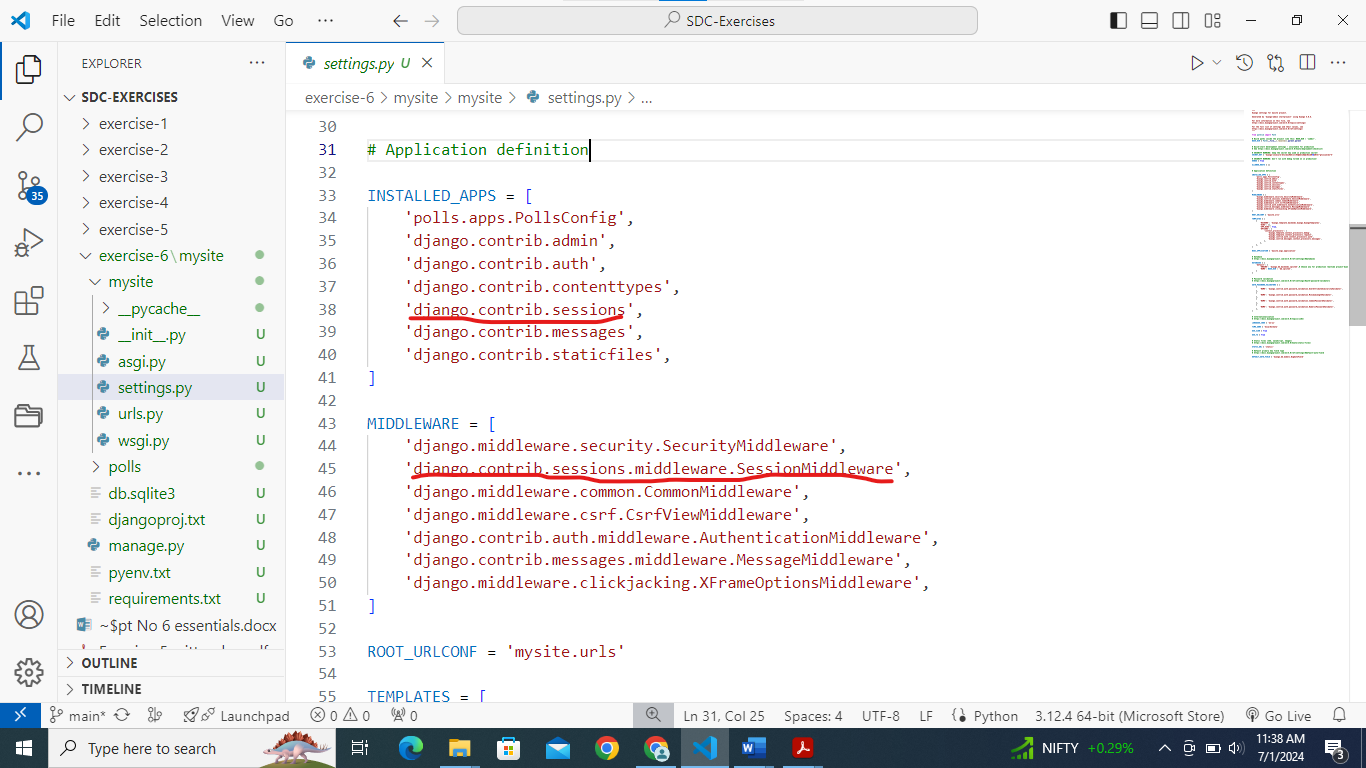 File Edit Selection View Go ··· SDC-Exercises
EXPLORER ···
SDC-EXERCISES
exercise-1
exercise-2
exercise-3
exercise-4
exercise-5
exercise-6\mysite
mysite
__pycache__
__init__.py U
asgi.py U
settings.py U
urls.py U
wsgi.py U
polls
db.sqlite3 U
djangoproj.txt U
manage.py U
pyenv.txt U
requirements.txt U
~$pt No 6 essentials.docx
OUTLINE
TIMELINE
35
settings.py U
exercise-6 > mysite > mysite > settings.py > ...
30
31 # Application definition
32
33 INSTALLED_APPS = [
34 'polls.apps.PollsConfig',
35 'django.contrib.admin',
36 'django.contrib.auth',
37 'django.contrib.contenttypes',
38 'django.contrib.sessions',
39 'django.contrib.messages',
40 'django.contrib.staticfiles',
41 ]
42
43 MIDDLEWARE = [
44 'django.middleware.security.SecurityMiddleware',
45 'django.contrib.sessions.middleware.SessionMiddleware',
46 'django.middleware.common.CommonMiddleware',
47 'django.middleware.csrf.CsrfViewMiddleware',
48 'django.contrib.auth.middleware.AuthenticationMiddleware',
49 'django.contrib.messages.middleware.MessageMiddleware',
50 'django.middleware.clickjacking.XFrameOptionsMiddleware',
51 ]
52
53 ROOT_URLCONF = 'mysite.urls'
54
55 TEMPLATES = [
main* Launchpad 0 0 0 Ln 31, Col 25 Spaces: 4 UTF-8 LF Python 3.12.4 64-bit (Microsoft Store) Go Live
Type here to search NIFTY +0.29% 11:38 AM
7/1/2024 3